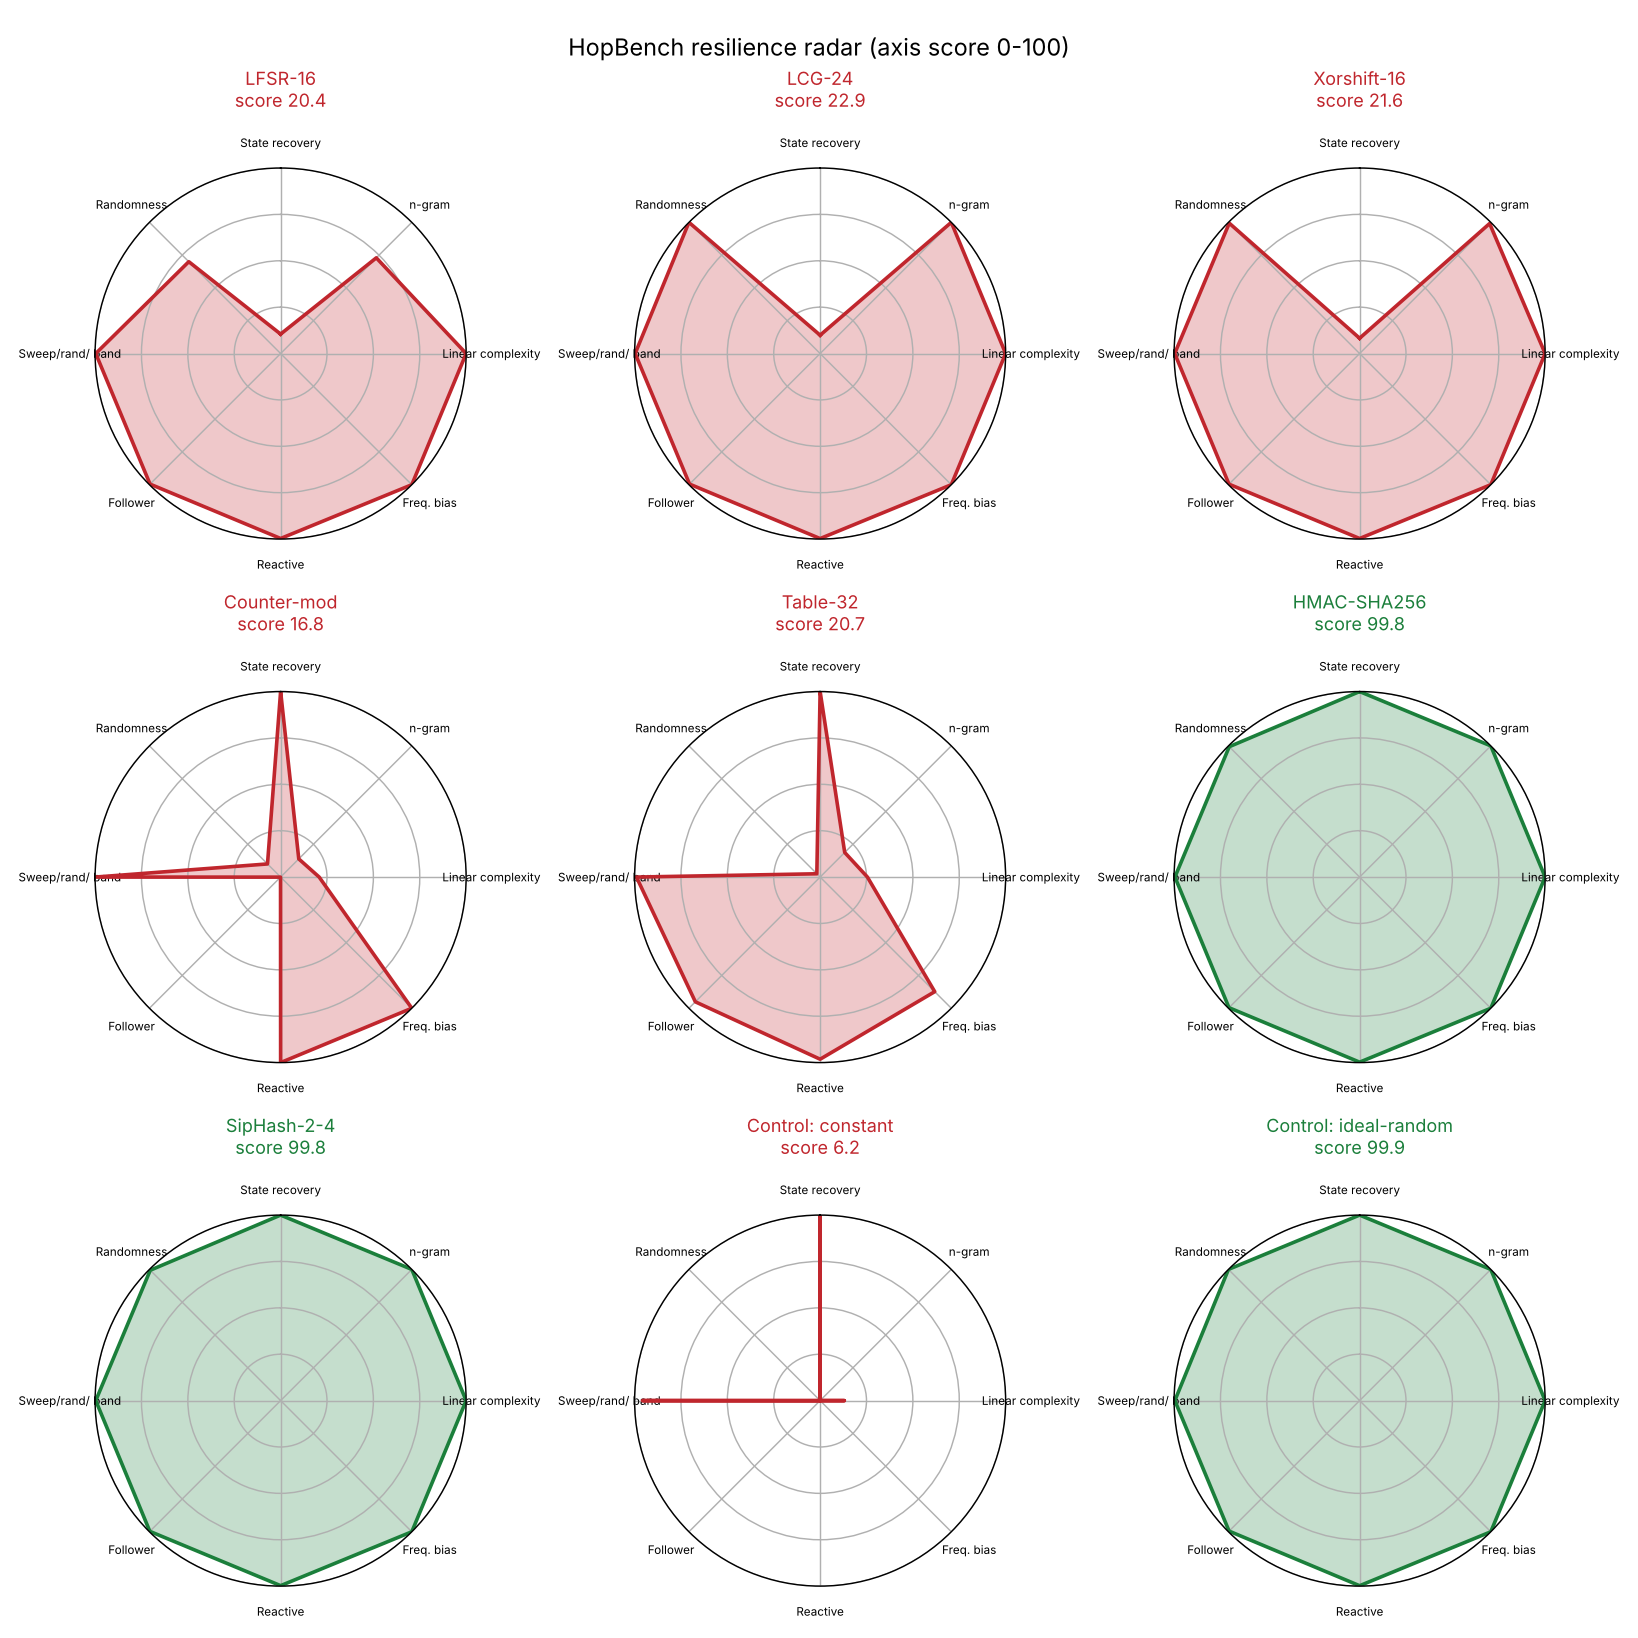 HopBench resilience radar (axis score 0-100)
LFSR-16
score 20.4
State recovery
Randomness
n-gram
Sweep/rand/ band
Linear complexity
Follower
Freq. bias
Reactive
LCG-24
score 22.9
State recovery
Randomness
n-gram
Sweep/rand/ band
Linear complexity
Follower
Freq. bias
Reactive
Xorshift-16
score 21.6
State recovery
Randomness
n-gram
Sweep/rand/ band
Linear complexity
Follower
Freq. bias
Reactive
Counter-mod
score 16.8
State recovery
Randomness
n-gram
Sweep/rand/ band
Linear complexity
Follower
Freq. bias
Reactive
Table-32
score 20.7
State recovery
Randomness
n-gram
Sweep/rand/ band
Linear complexity
Follower
Freq. bias
Reactive
HMAC-SHA256
score 99.8
State recovery
Randomness
n-gram
Sweep/rand/ band
Linear complexity
Follower
Freq. bias
Reactive
SipHash-2-4
score 99.8
State recovery
Randomness
n-gram
Sweep/rand/ band
Linear complexity
Follower
Freq. bias
Reactive
Control: constant
score 6.2
State recovery
Randomness
n-gram
Sweep/rand/ band
Linear complexity
Follower
Freq. bias
Reactive
Control: ideal-random
score 99.9
State recovery
Randomness
n-gram
Sweep/rand/ band
Linear complexity
Follower
Freq. bias
Reactive